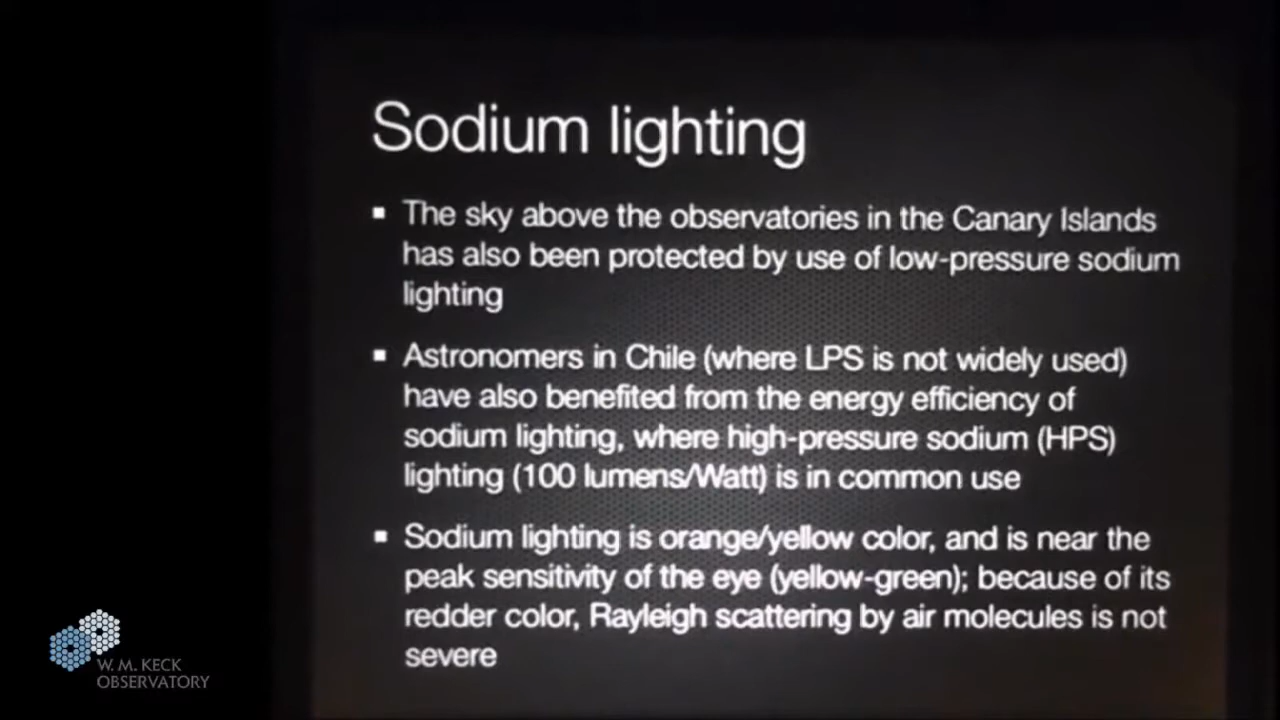 Sodium lighting
▪ The sky above the observatories in the Canary Islands
has also been protected by use of low-pressure sodium
lighting
▪ Astronomers in Chile (where LPS is not widely used)
have also benefited from the energy efficiency of
sodium lighting, where high-pressure sodium (HPS)
lighting (100 lumens/Watt) is in common use
▪ Sodium lighting is orange/yellow color, and is near the
peak sensitivity of the eye (yellow-green); because of its
redder color, Rayleigh scattering by air molecules is not
severe
W. M. KECK
OBSERVATORY